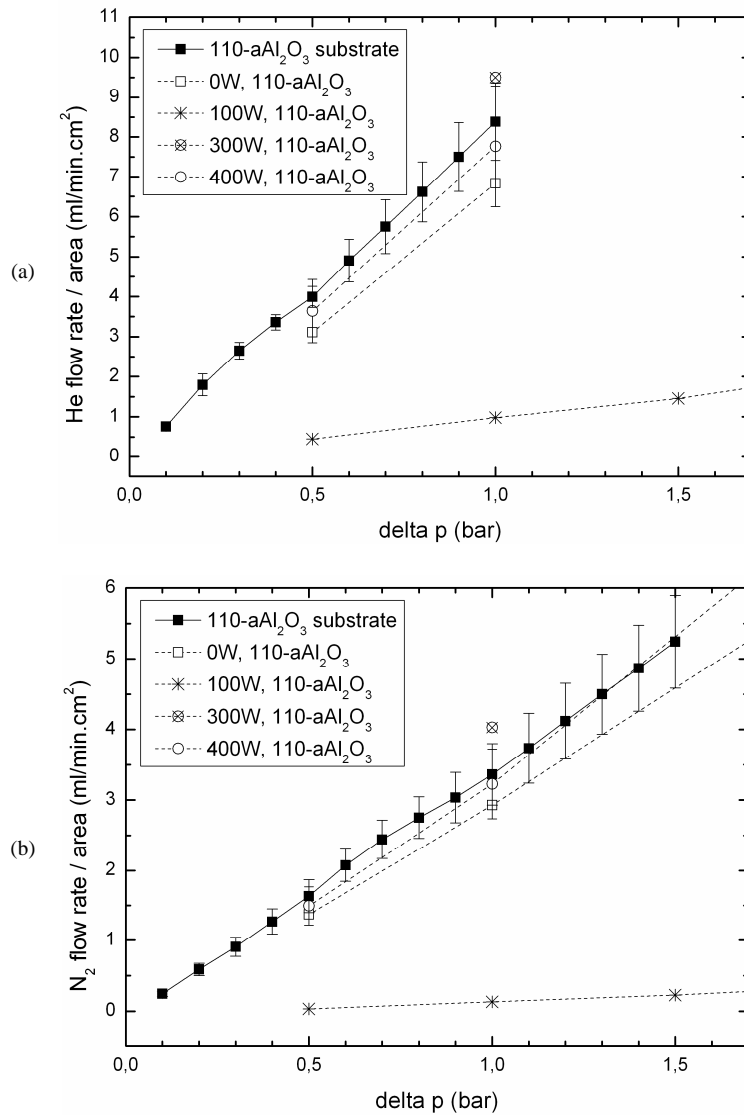 (a)
He flow rate / area (ml/min.cm²)
11
10
9
8
7
6
5
4
3
2
1
0
110-aAl₂O₃ substrate
0W, 110-aAl₂O₃
100W, 110-aAl₂O₃
300W, 110-aAl₂O₃
400W, 110-aAl₂O₃
0,0 0,5 1,0 1,5
delta p (bar)
(b)
N₂ flow rate / area (ml/min.cm²)
6
5
4
3
2
1
0
110-aAl₂O₃ substrate
0W, 110-aAl₂O₃
100W, 110-aAl₂O₃
300W, 110-aAl₂O₃
400W, 110-aAl₂O₃
0,0 0,5 1,0 1,5
delta p (bar)